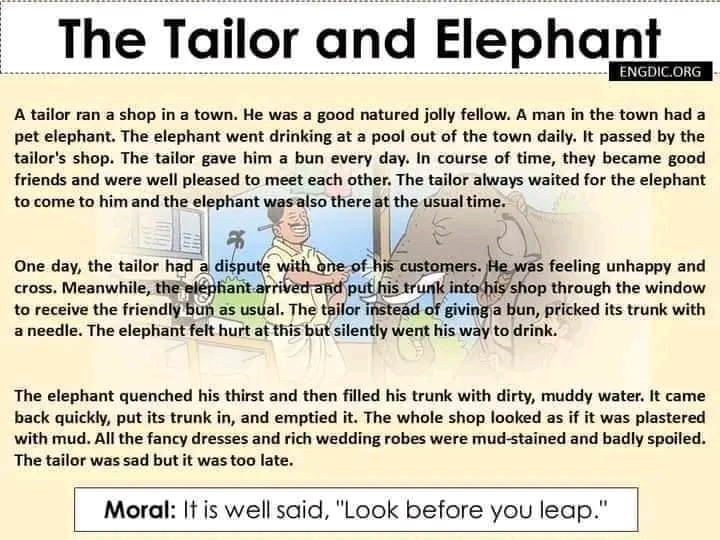 The Tailor and Elephant
ENGDIC.ORG
A tailor ran a shop in a town. He was a good natured jolly fellow. A man in the town had a
pet elephant. The elephant went drinking at a pool out of the town daily. It passed by the
tailor's shop. The tailor gave him a bun every day. In course of time, they became good
friends and were well pleased to meet each other. The tailor always waited for the elephant
to come to him and the elephant was also there at the usual time.
One day, the tailor had a dispute with one of his customers. He was feeling unhappy and
cross. Meanwhile, the elephant arrived and put his trunk into his shop through the window
to receive the friendly bun as usual. The tailor instead of giving a bun, pricked its trunk with
a needle. The elephant felt hurt at this but silently went his way to drink.
The elephant quenched his thirst and then filled his trunk with dirty, muddy water. It came
back quickly, put its trunk in, and emptied it. The whole shop looked as if it was plastered
with mud. All the fancy dresses and rich wedding robes were mud-stained and badly spoiled.
The tailor was sad but it was too late.
Moral: It is well said, "Look before you leap."